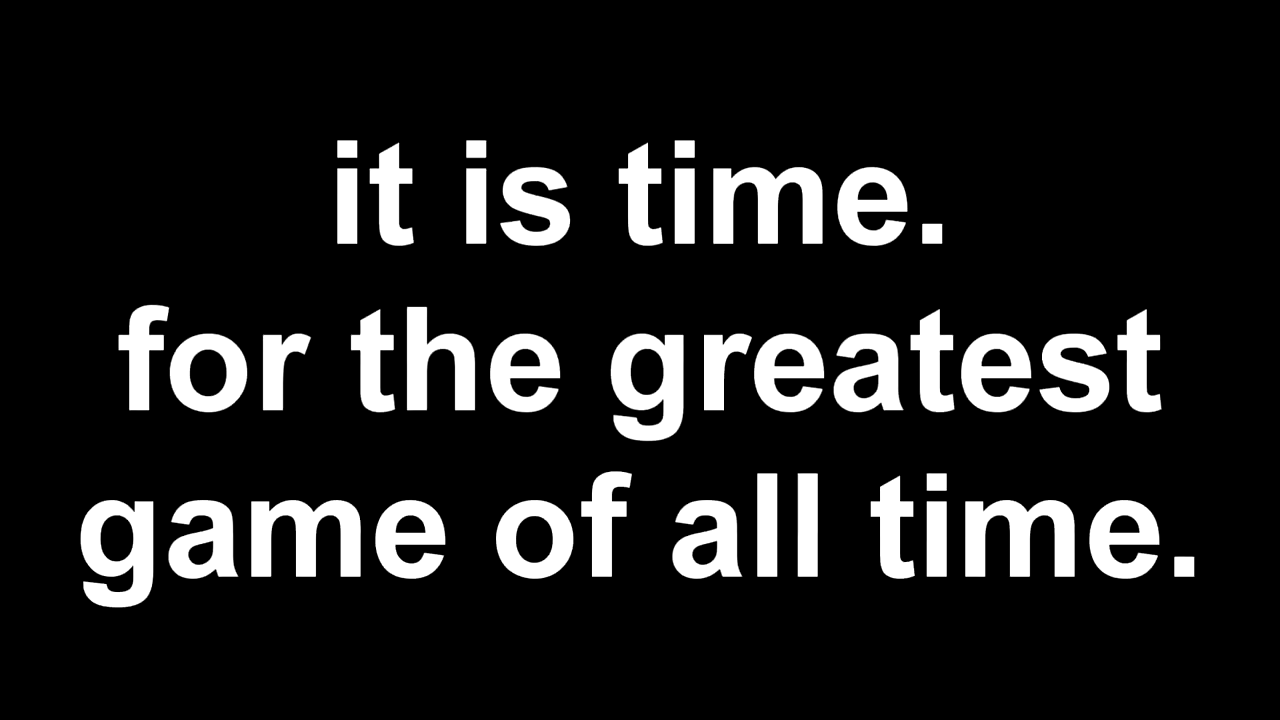 it is time.
for the greatest
game of all time.